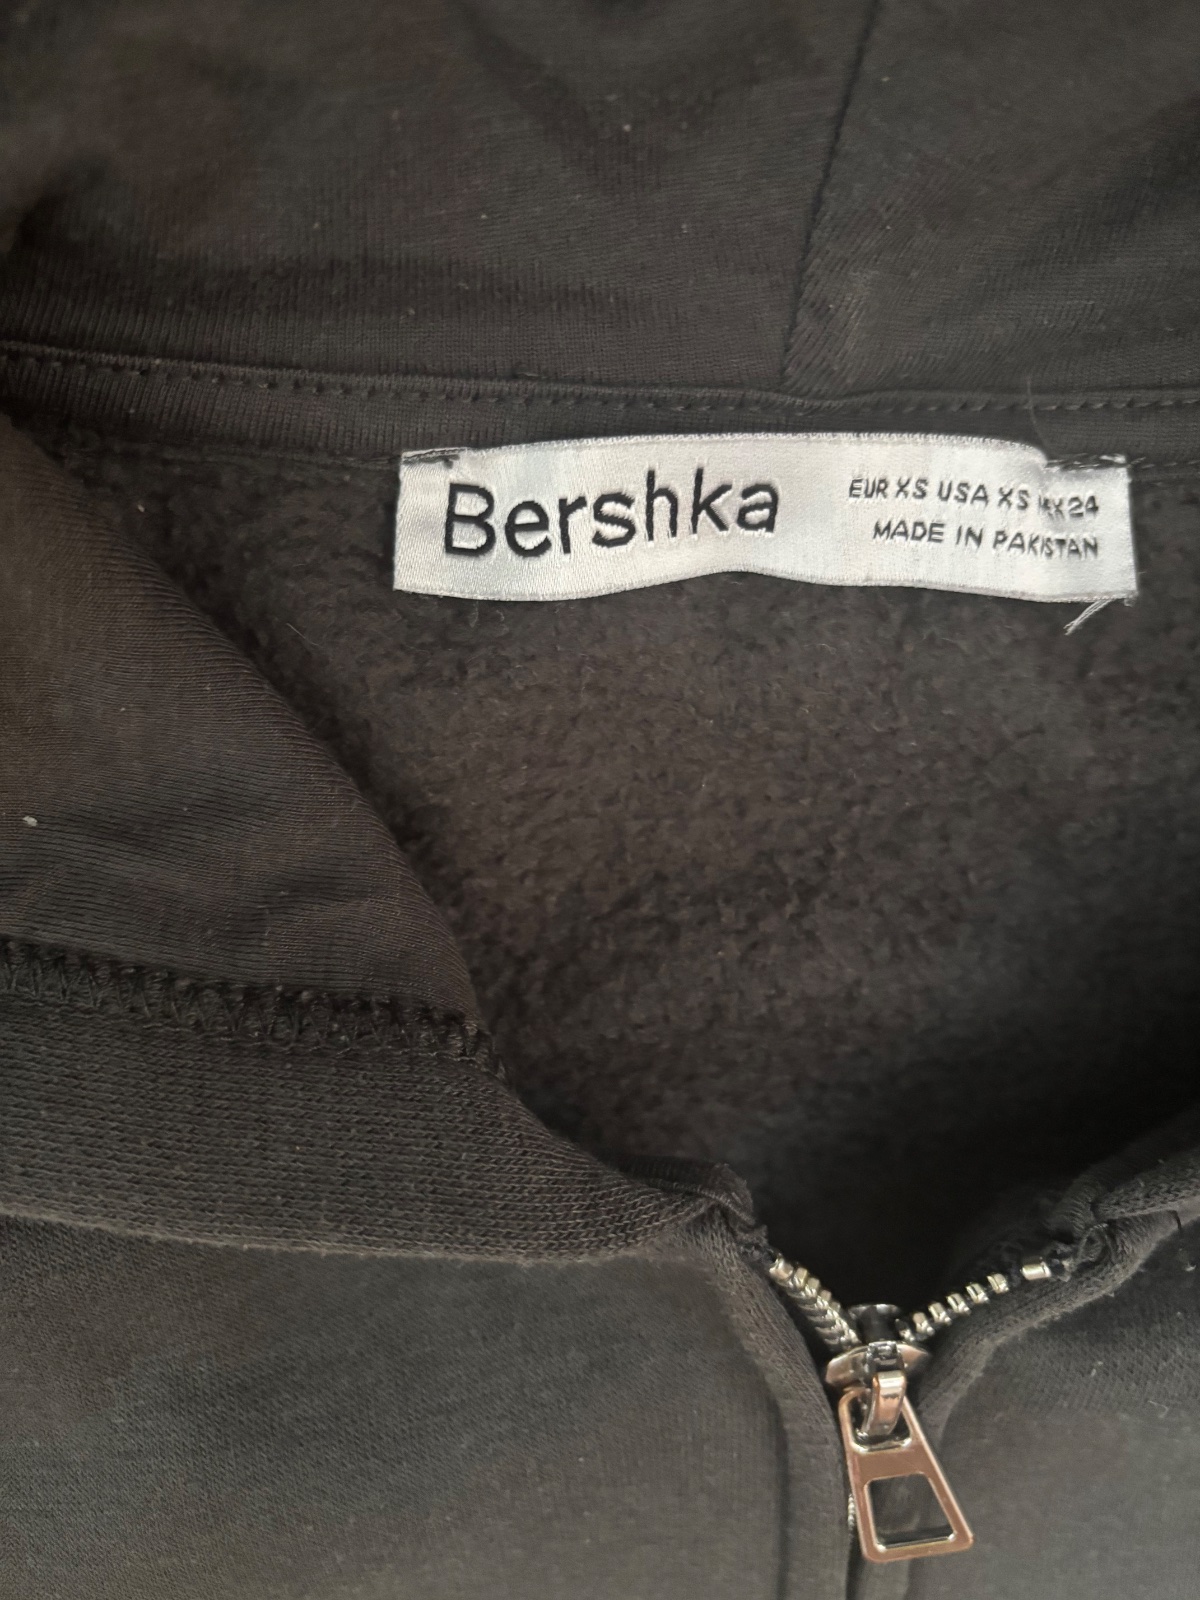 Bershka
EUR XS USA XS MEX 24
MADE IN PAKISTAN